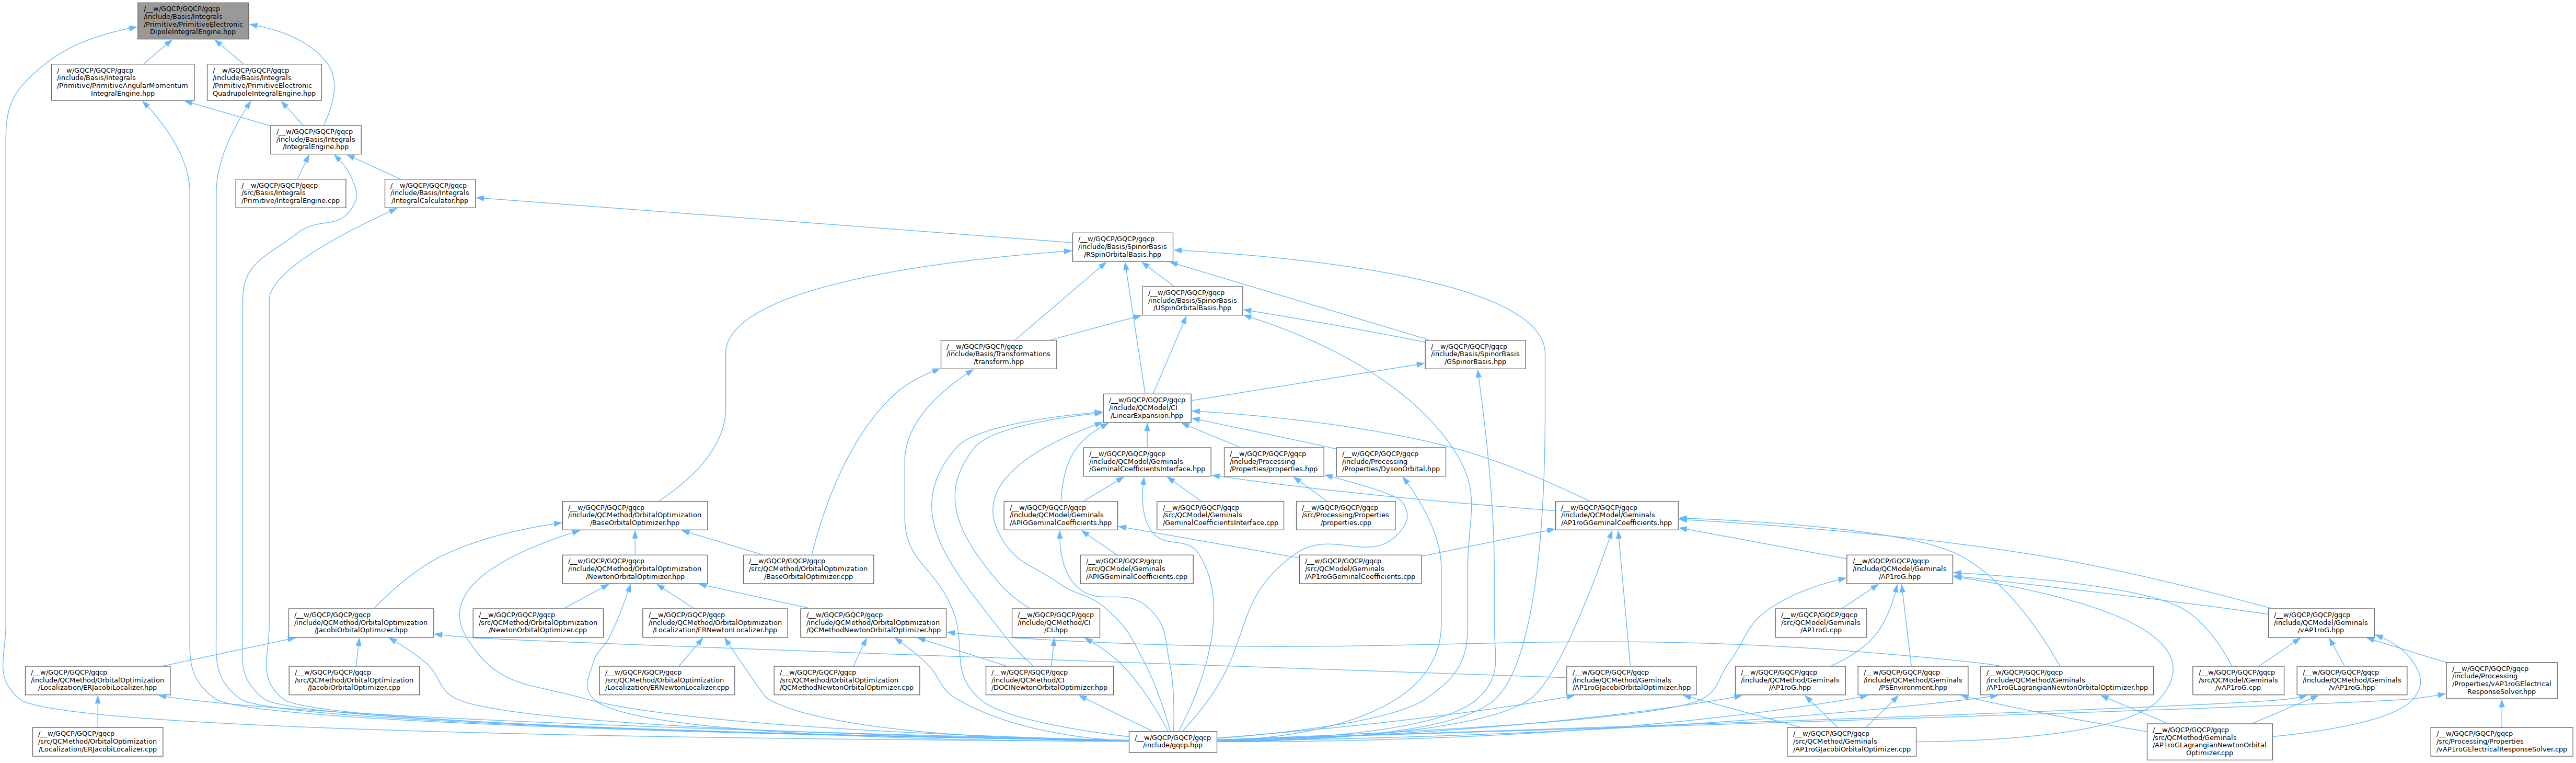 /__w/GQCP/GQCP/gqcp
/include/Basis/Integrals
/Primitive/PrimitiveElectronic
DipoleIntegralEngine.hpp
/__w/GQCP/GQCP/gqcp
/include/Basis/Integrals
/Primitive/PrimitiveAngularMomentum
IntegralEngine.hpp
/__w/GQCP/GQCP/gqcp
/include/Basis/Integrals
/Primitive/PrimitiveElectronic
QuadrupoleIntegralEngine.hpp
/__w/GQCP/GQCP/gqcp
/include/Basis/Integrals
/IntegralEngine.hpp
/__w/GQCP/GQCP/gqcp
/src/Basis/Integrals
/Primitive/IntegralEngine.cpp
/__w/GQCP/GQCP/gqcp
/include/Basis/Integrals
/IntegralCalculator.hpp
/__w/GQCP/GQCP/gqcp
/include/Basis/SpinorBasis
/RSpinOrbitalBasis.hpp
/__w/GQCP/GQCP/gqcp
/include/Basis/SpinorBasis
/USpinOrbitalBasis.hpp
/__w/GQCP/GQCP/gqcp
/include/Basis/Transformations
/transform.hpp
/__w/GQCP/GQCP/gqcp
/include/Basis/SpinorBasis
/GSpinorBasis.hpp
/__w/GQCP/GQCP/gqcp
/include/QCModel/CI
/LinearExpansion.hpp
/__w/GQCP/GQCP/gqcp
/include/QCModel/Geminals
/GeminalCoefficientsInterface.hpp
/__w/GQCP/GQCP/gqcp
/include/Processing
/Properties/properties.hpp
/__w/GQCP/GQCP/gqcp
/include/Processing
/Properties/DysonOrbital.hpp
/__w/GQCP/GQCP/gqcp
/include/QCMethod/OrbitalOptimization
/BaseOrbitalOptimizer.hpp
/__w/GQCP/GQCP/gqcp
/include/QCModel/Geminals
/APIGGeminalCoefficients.hpp
/__w/GQCP/GQCP/gqcp
/src/QCModel/Geminals
/GeminalCoefficientsInterface.cpp
/__w/GQCP/GQCP/gqcp
/src/Processing/Properties
/properties.cpp
/__w/GQCP/GQCP/gqcp
/include/QCModel/Geminals
/AP1roGGeminalCoefficients.hpp
/__w/GQCP/GQCP/gqcp
/include/QCMethod/OrbitalOptimization
/NewtonOrbitalOptimizer.hpp
/__w/GQCP/GQCP/gqcp
/src/QCMethod/OrbitalOptimization
/BaseOrbitalOptimizer.cpp
/__w/GQCP/GQCP/gqcp
/src/QCModel/Geminals
/APIGGeminalCoefficients.cpp
/__w/GQCP/GQCP/gqcp
/src/QCModel/Geminals
/AP1roGGeminalCoefficients.cpp
/__w/GQCP/GQCP/gqcp
/include/QCModel/Geminals
/AP1roG.hpp
/__w/GQCP/GQCP/gqcp
/include/QCMethod/OrbitalOptimization
/JacobiOrbitalOptimizer.hpp
/__w/GQCP/GQCP/gqcp
/src/QCMethod/OrbitalOptimization
/NewtonOrbitalOptimizer.cpp
/__w/GQCP/GQCP/gqcp
/include/QCMethod/OrbitalOptimization
/Localization/ERNewtonLocalizer.hpp
/__w/GQCP/GQCP/gqcp
/include/QCMethod/OrbitalOptimization
/QCMethodNewtonOrbitalOptimizer.hpp
/__w/GQCP/GQCP/gqcp
/include/QCMethod/CI
/CI.hpp
/__w/GQCP/GQCP/gqcp
/src/QCModel/Geminals
/AP1roG.cpp
/__w/GQCP/GQCP/gqcp
/include/QCModel/Geminals
/vAP1roG.hpp
/__w/GQCP/GQCP/gqcp
/include/QCMethod/OrbitalOptimization
/Localization/ERJacobiLocalizer.hpp
/__w/GQCP/GQCP/gqcp
/src/QCMethod/OrbitalOptimization
/JacobiOrbitalOptimizer.cpp
/__w/GQCP/GQCP/gqcp
/src/QCMethod/OrbitalOptimization
/Localization/ERNewtonLocalizer.cpp
/__w/GQCP/GQCP/gqcp
/src/QCMethod/OrbitalOptimization
/QCMethodNewtonOrbitalOptimizer.cpp
/__w/GQCP/GQCP/gqcp
/include/QCMethod/CI
/DOCINewtonOrbitalOptimizer.hpp
/__w/GQCP/GQCP/gqcp
/include/QCMethod/Geminals
/AP1roGJacobiOrbitalOptimizer.hpp
/__w/GQCP/GQCP/gqcp
/include/QCMethod/Geminals
/AP1roG.hpp
/__w/GQCP/GQCP/gqcp
/include/QCMethod/Geminals
/PSEnvironment.hpp
/__w/GQCP/GQCP/gqcp
/include/QCMethod/Geminals
/AP1roGLagrangianNewtonOrbitalOptimizer.hpp
/__w/GQCP/GQCP/gqcp
/src/QCModel/Geminals
/vAP1roG.cpp
/__w/GQCP/GQCP/gqcp
/include/QCMethod/Geminals
/vAP1roG.hpp
/__w/GQCP/GQCP/gqcp
/include/Processing
/Properties/vAP1roGElectrical
ResponseSolver.hpp
/__w/GQCP/GQCP/gqcp
/src/QCMethod/OrbitalOptimization
/Localization/ERJacobiLocalizer.cpp
/__w/GQCP/GQCP/gqcp
/include/gqcp.hpp
/__w/GQCP/GQCP/gqcp
/src/QCMethod/Geminals
/AP1roGJacobiOrbitalOptimizer.cpp
/__w/GQCP/GQCP/gqcp
/src/QCMethod/Geminals
/AP1roGLagrangianNewtonOrbital
Optimizer.cpp
/__w/GQCP/GQCP/gqcp
/src/Processing/Properties
/vAP1roGElectricalResponseSolver.cpp